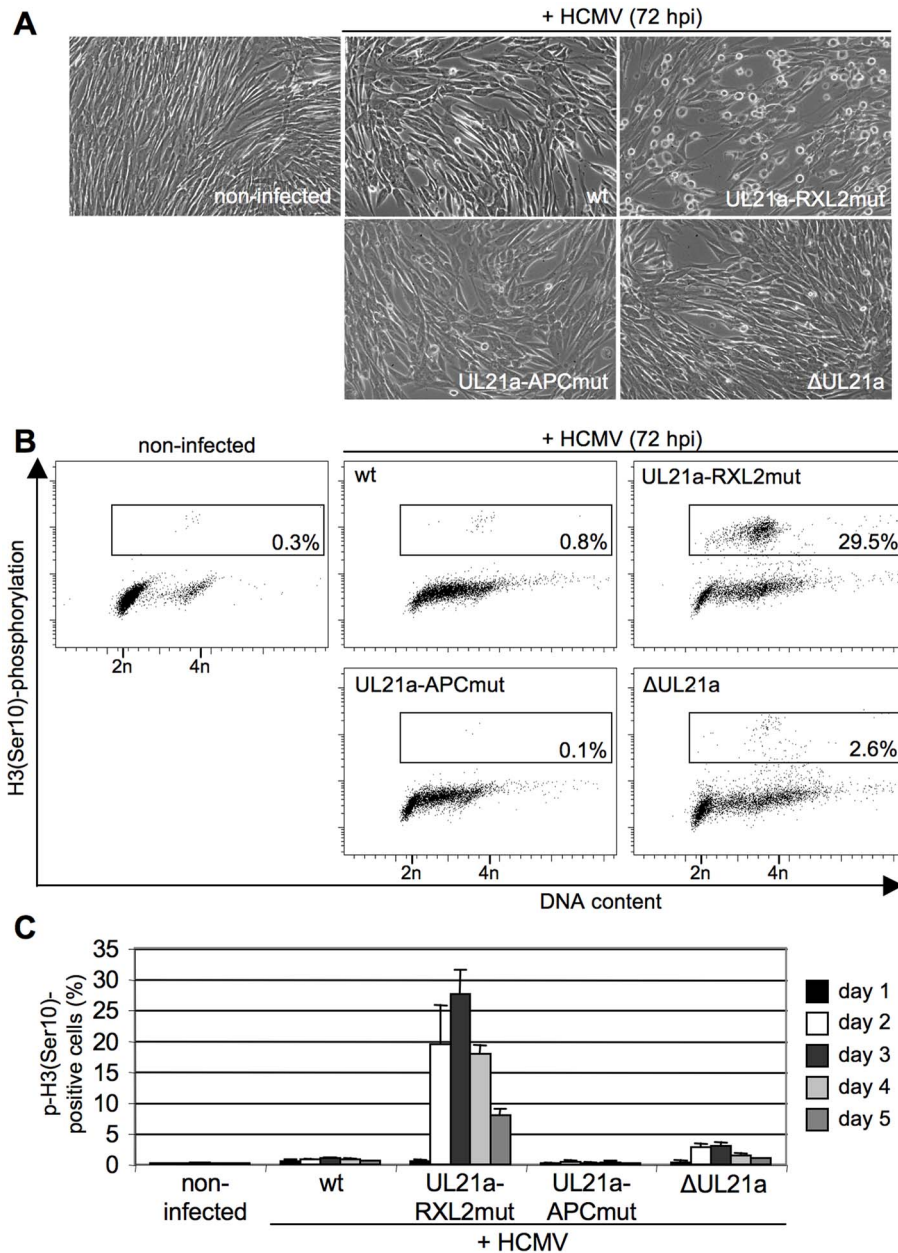 A
+ HCMV (72 hpi)
non-infected
wt
UL21a-RXL2mut
UL21a-APCmut
ΔUL21a
B
non-infected
+ HCMV (72 hpi)
wt
UL21a-RXL2mut
0.3%
0.8%
29.5%
2n 4n
UL21a-APCmut
ΔUL21a
0.1%
2.6%
2n 4n
2n 4n
H3(Ser10)-phosphorylation
DNA content
C
p-H3(Ser10)-
positive cells (%)
35
30
25
20
15
10
5
0
day 1
day 2
day 3
day 4
day 5
non-
infected
wt
UL21a-
RXL2mut
UL21a-
APCmut
ΔUL21a
+ HCMV